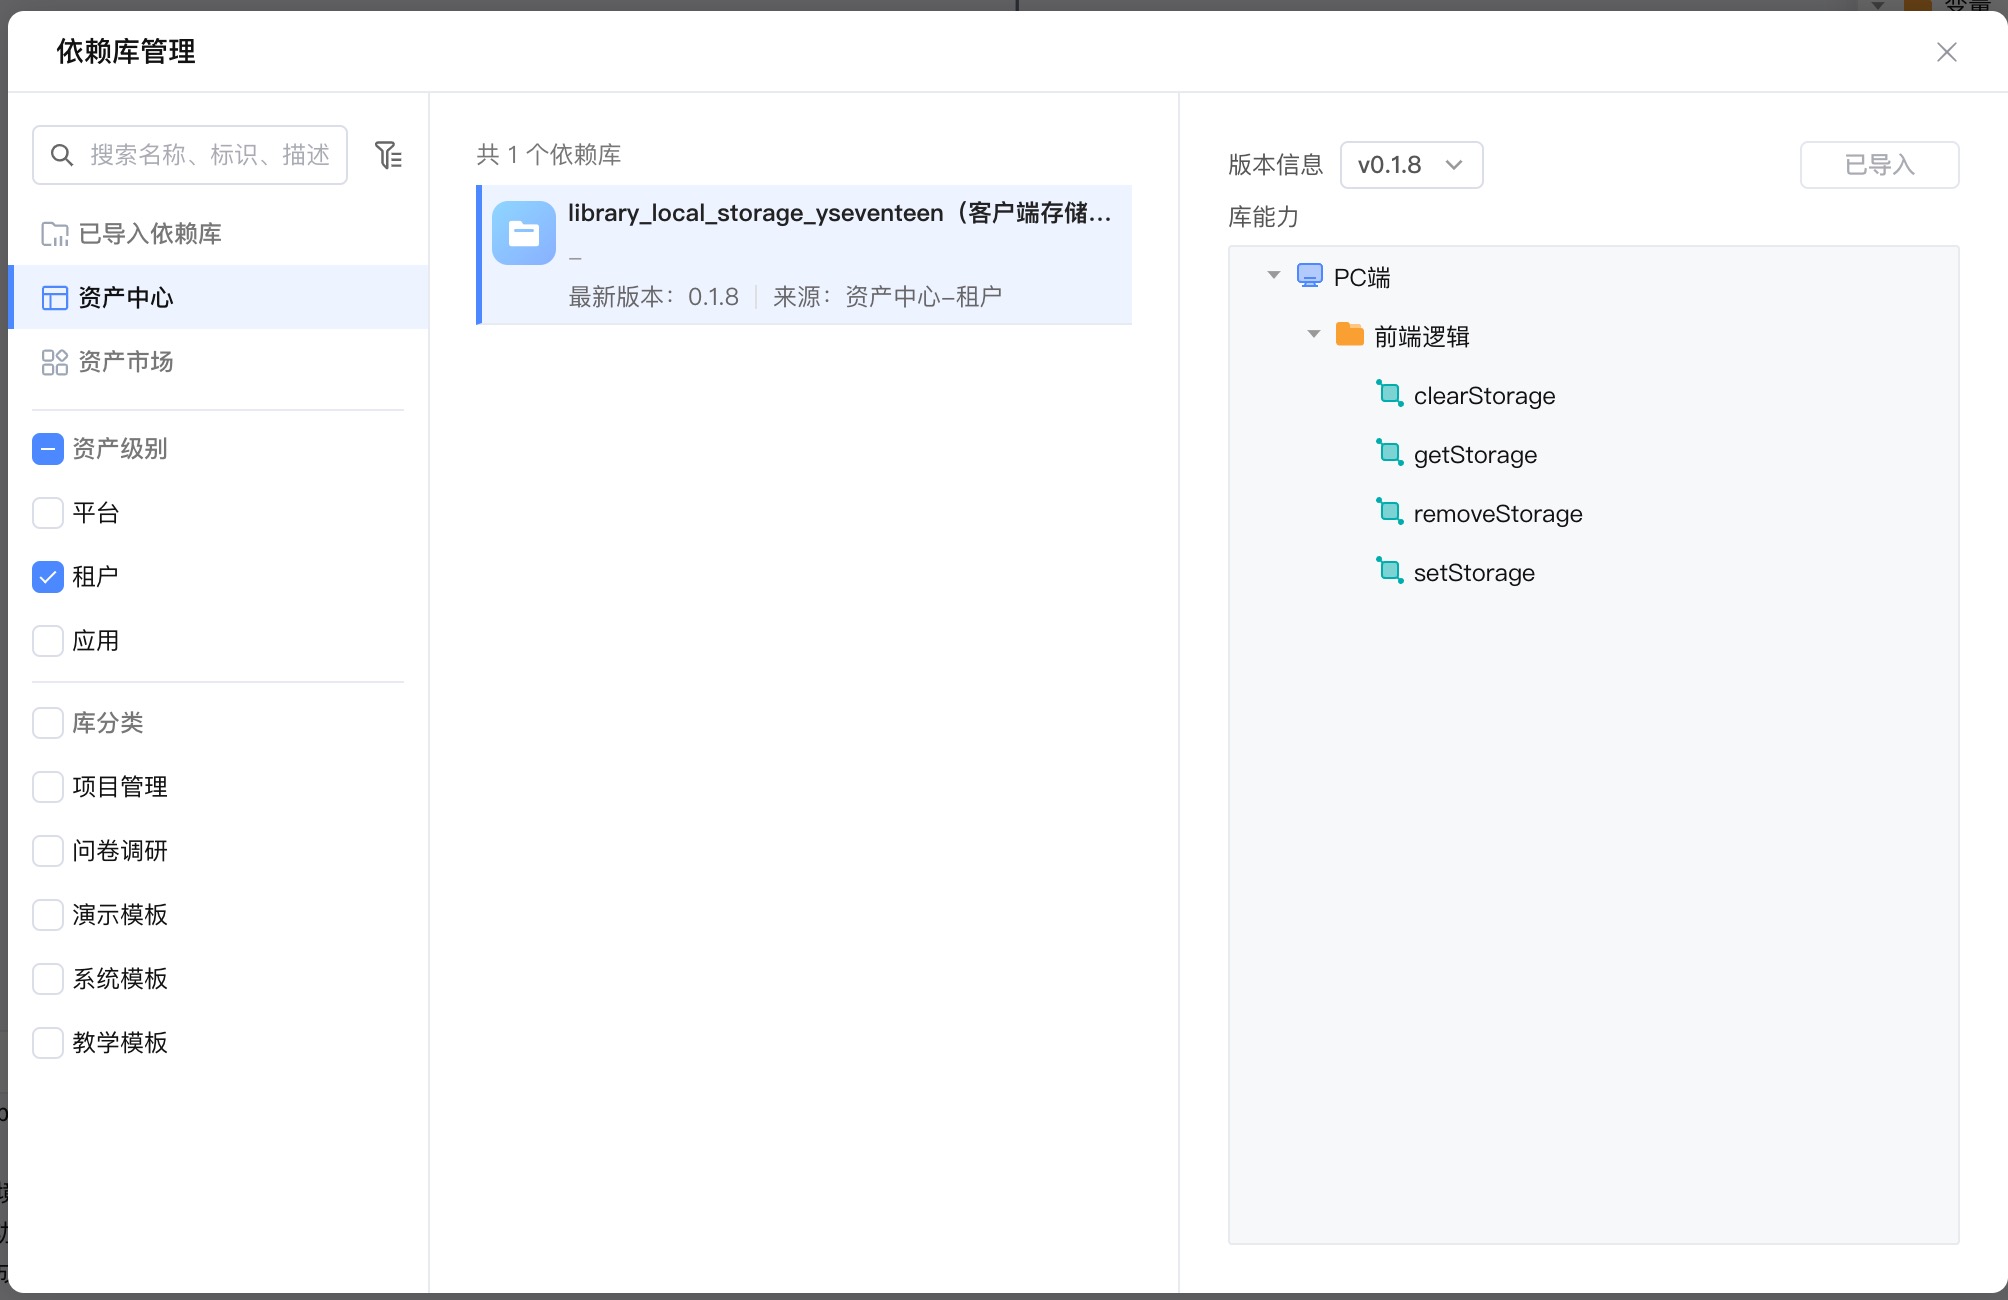 依赖库管理
搜索名称、标识、描述
已导入依赖库
资产中心
资产市场
资产级别
平台
租户
应用
库分类
项目管理
问卷调研
演示模板
系统模板
教学模板
共 1 个依赖库
library_local_storage_yseventeen（客户端存储...
–
最新版本：0.1.8
来源：资产中心–租户
版本信息
v0.1.8
已导入
库能力
PC端
前端逻辑
clearStorage
getStorage
removeStorage
setStorage